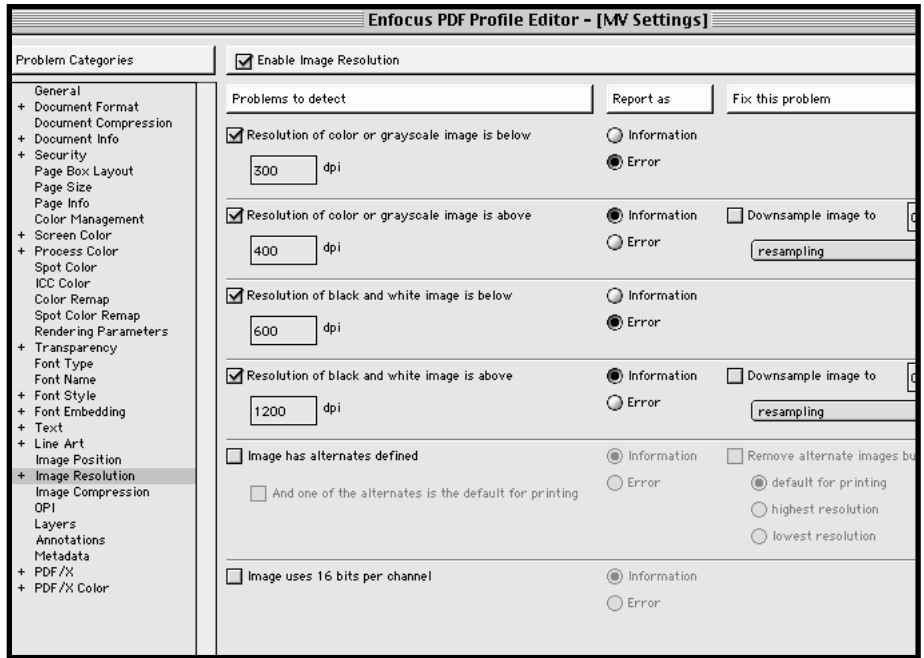 Enfocus PDF Profile Editor - [MV Settings]
Problem Categories
Enable Image Resolution
General
+ Document Format
Document Compression
+ Document Info
+ Security
Page Box Layout
Page Size
Page Info
Color Management
+ Screen Color
+ Process Color
Spot Color
ICC Color
Color Remap
Spot Color Remap
Rendering Parameters
+ Transparency
Font Type
Font Name
+ Font Style
+ Font Embedding
+ Text
+ Line Art
Image Position
+ Image Resolution
Image Compression
OPI
Layers
Annotations
Metadata
+ PDF/X
+ PDF/X Color
Problems to detect
Report as
Fix this problem
Resolution of color or grayscale image is below
300 dpi
Information
Error
Resolution of color or grayscale image is above
400 dpi
Information
Error
Downsample image to
resampling
Resolution of black and white image is below
600 dpi
Information
Error
Resolution of black and white image is above
1200 dpi
Information
Error
Downsample image to
resampling
Image has alternates defined
And one of the alternates is the default for printing
Information
Error
Remove alternate images bu
default for printing
highest resolution
lowest resolution
Image uses 16 bits per channel
Information
Error